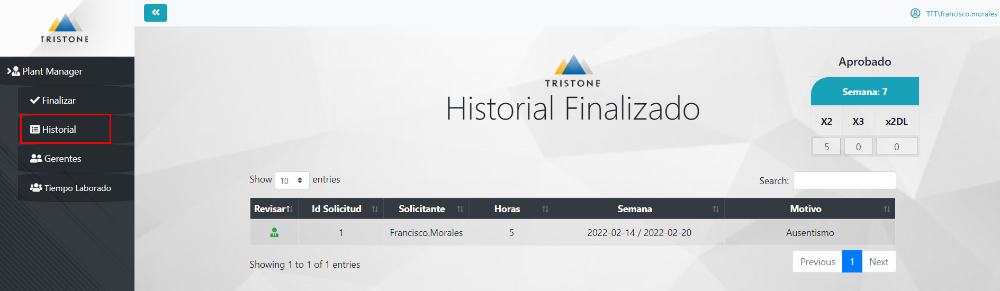 TRISTONE
Plant Manager
Finalizar
Historial
Gerentes
Tiempo Laborado
TFT\francisco.morales
TRISTONE
Historial Finalizado
Aprobado
Semana: 7
X2 X3 x2DL
5 0 0
Show 10 entries
Search:
Revisar Id Solicitud Solicitante Horas Semana Motivo
1 Francisco.Morales 5 2022-02-14 / 2022-02-20 Ausentismo
Showing 1 to 1 of 1 entries
Previous 1 Next